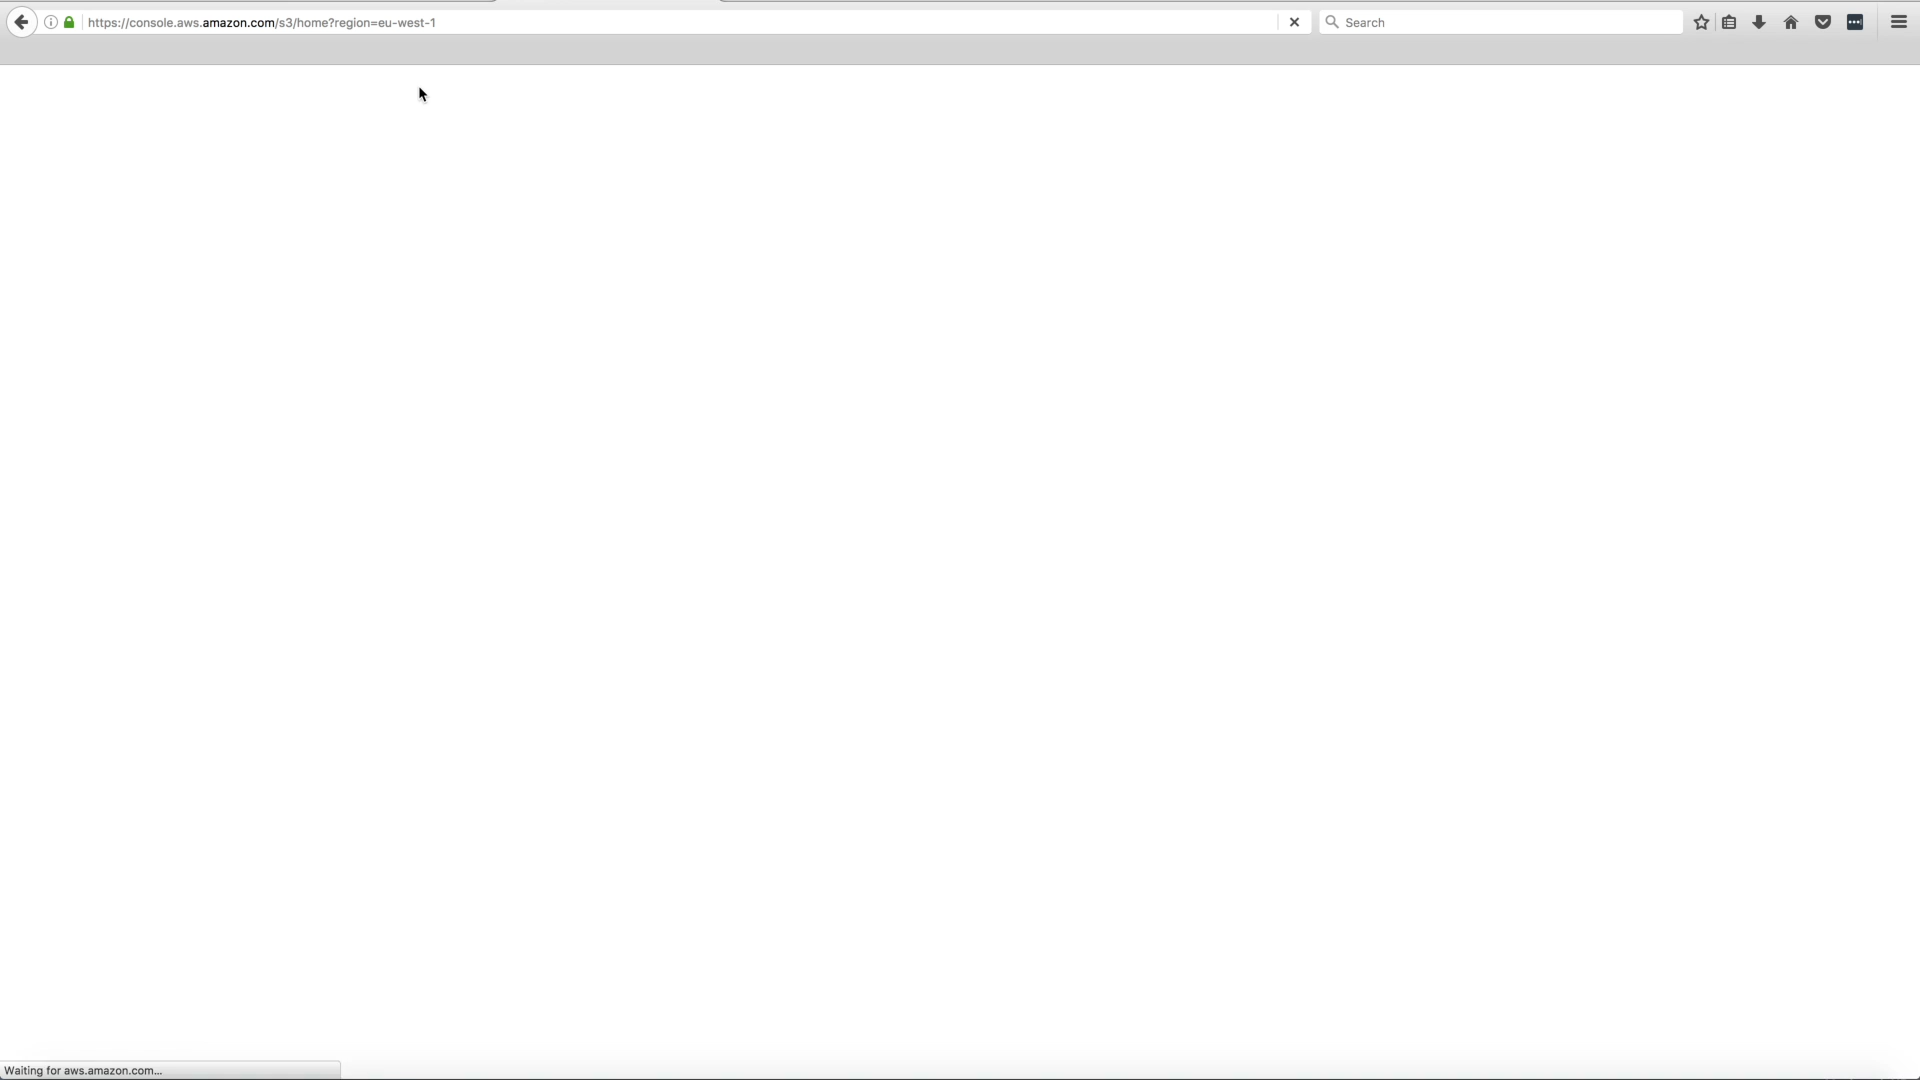 https://console.aws.amazon.com/s3/home?region=eu-west-1
Search
Waiting for aws.amazon.com...